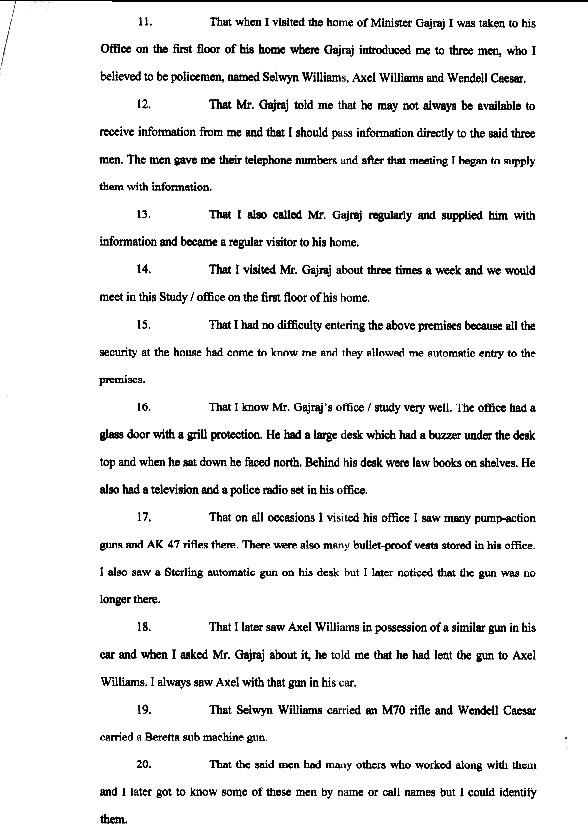 11. That when I visited the home of Minister Gajraj I was taken to his
Office on the first floor of his home where Gajraj introduced me to three men, who I
believed to be policemen, named Selwyn Williams, Axel Williams and Wendell Caesar.
12. That Mr. Gajraj told me that he may not always be available to
receive information from me and that I should pass information directly to the said three
men. The men gave me their telephone numbers and after that meeting I began to supply
them with information.
13. That I also called Mr. Gajraj regularly and supplied him with
information and became a regular visitor to his home.
14. That I visited Mr. Gajraj about three times a week and we would
meet in this Study / office on the first floor of his home.
15. That I had no difficulty entering the above premises because all the
security at the house had come to know me and they allowed me automatic entry to the
premises.
16. That I know Mr. Gajraj's office / study very well. The office had a
glass door with a grill protection. He had a large desk which had a buzzer under the desk
top and when he sat down he faced north. Behind his desk were law books on shelves. He
also had a television and a police radio set in his office.
17. That on all occasions I visited his office I saw many pump-action
guns and AK 47 rifles there. There were also many bullet-proof vests stored in his office.
I also saw a Sterling automatic gun on his desk but I later noticed that the gun was no
longer there.
18. That I later saw Axel Williams in possession of a similar gun in his
car and when I asked Mr. Gajraj about it, he told me that he had lent the gun to Axel
Williams. I always saw Axel with that gun in his car.
19. That Selwyn Williams carried an M70 rifle and Wendell Caesar
carried a Beretta sub machine gun.
20. That the said men had many others who worked along with them
and I later got to know some of these men by name or call names but I could identify
them.